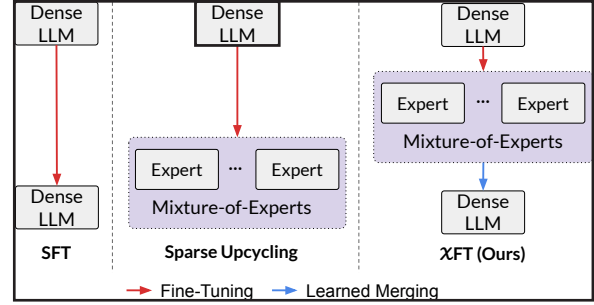 Dense
LLM
Dense
LLM
SFT
Dense
LLM
Expert ... Expert
Mixture-of-Experts
Sparse Upcycling
Dense
LLM
Expert ... Expert
Mixture-of-Experts
Dense
LLM
𝒳FT (Ours)
Fine-Tuning
Learned Merging